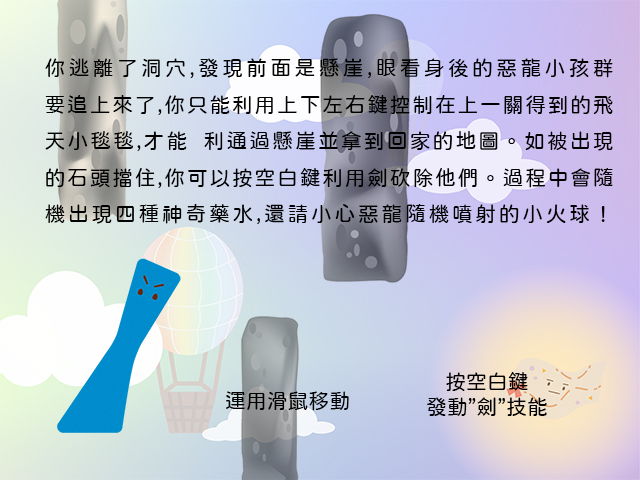 你逃離了洞穴,發現前面是懸崖,眼看身後的惡龍小孩群
要追上來了,你只能利用上下左右鍵控制在上一關得到的飛
天小毯毯,才能 利通過懸崖並拿到回家的地圖。如被出現
的石頭擋住,你可以按空白鍵利用劍砍除他們。過程中會隨
機出現四種神奇藥水,還請小心惡龍隨機噴射的小火球！
運用滑鼠移動
按空白鍵
發動”劍”技能